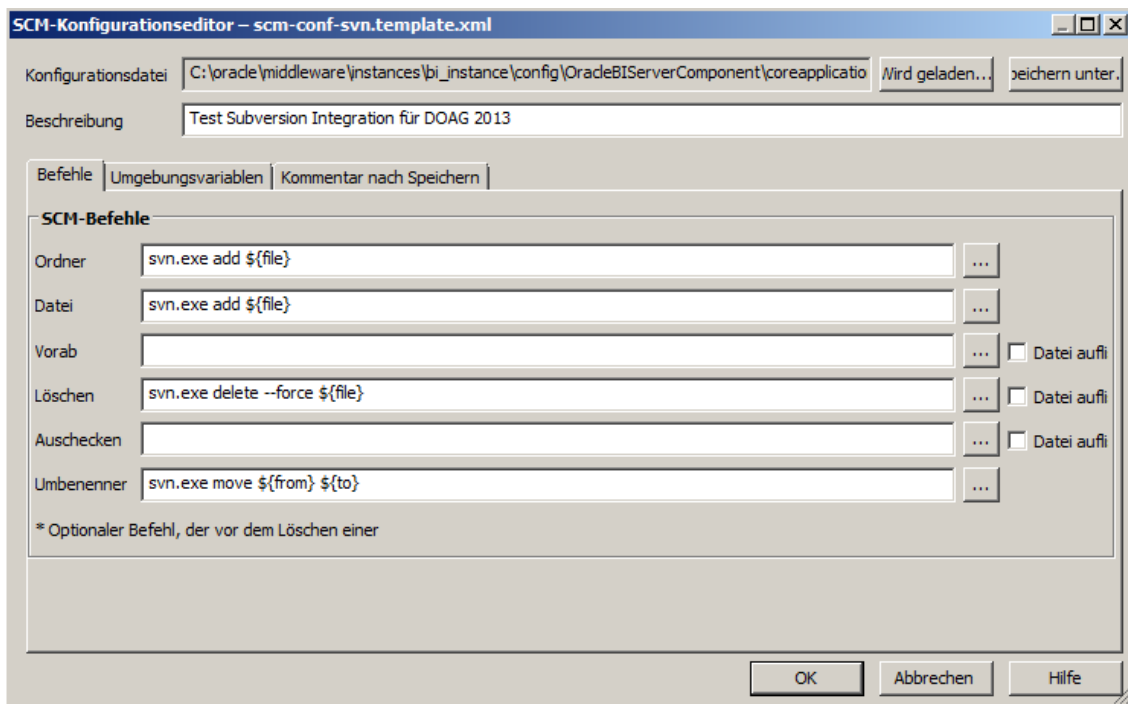 SCM-Konfigurationseditor – scm-conf-svn.template.xml
Konfigurationsdatei C:\oracle\middleware\instances\bi_instance\config\OracleBIServerComponent\coreapplicatio Wird geladen... peichern unter.
Beschreibung Test Subversion Integration für DOAG 2013
Befehle Umgebungsvariablen Kommentar nach Speichern
SCM-Befehle
Ordner svn.exe add ${file} ...
Datei svn.exe add ${file} ...
Vorab ... Datei aufli
Löschen svn.exe delete --force ${file} ... Datei aufli
Auschecken ... Datei aufli
Umbenenner svn.exe move ${from} ${to} ...
* Optionaler Befehl, der vor dem Löschen einer
OK Abbrechen Hilfe